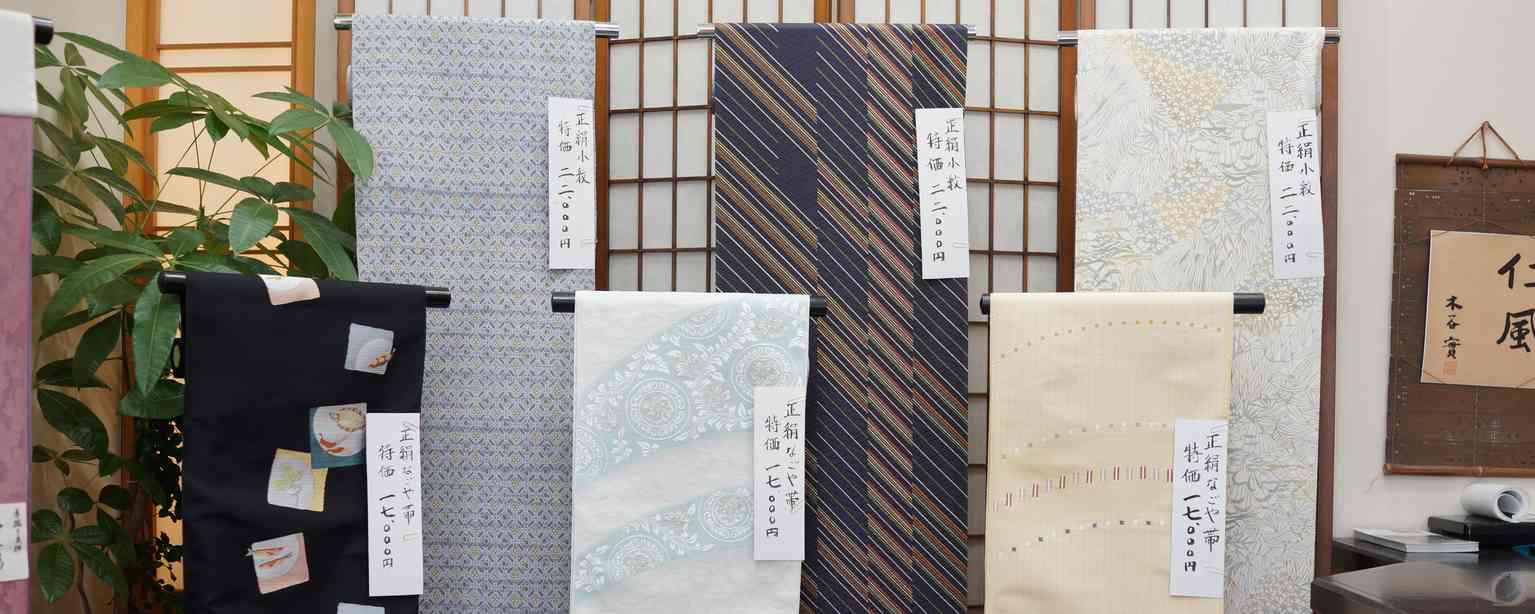 正絹小紋
特価 二二、〇〇〇円
正絹小紋
特価 二二、〇〇〇円
正絹小紋
特価 二二、〇〇〇円
正絹なごや帯
特価 一七、〇〇〇円
正絹なごや帯
特価 一七〇〇〇円
正絹なごや帯
特価 一七、〇〇〇円
仁風
木谷實